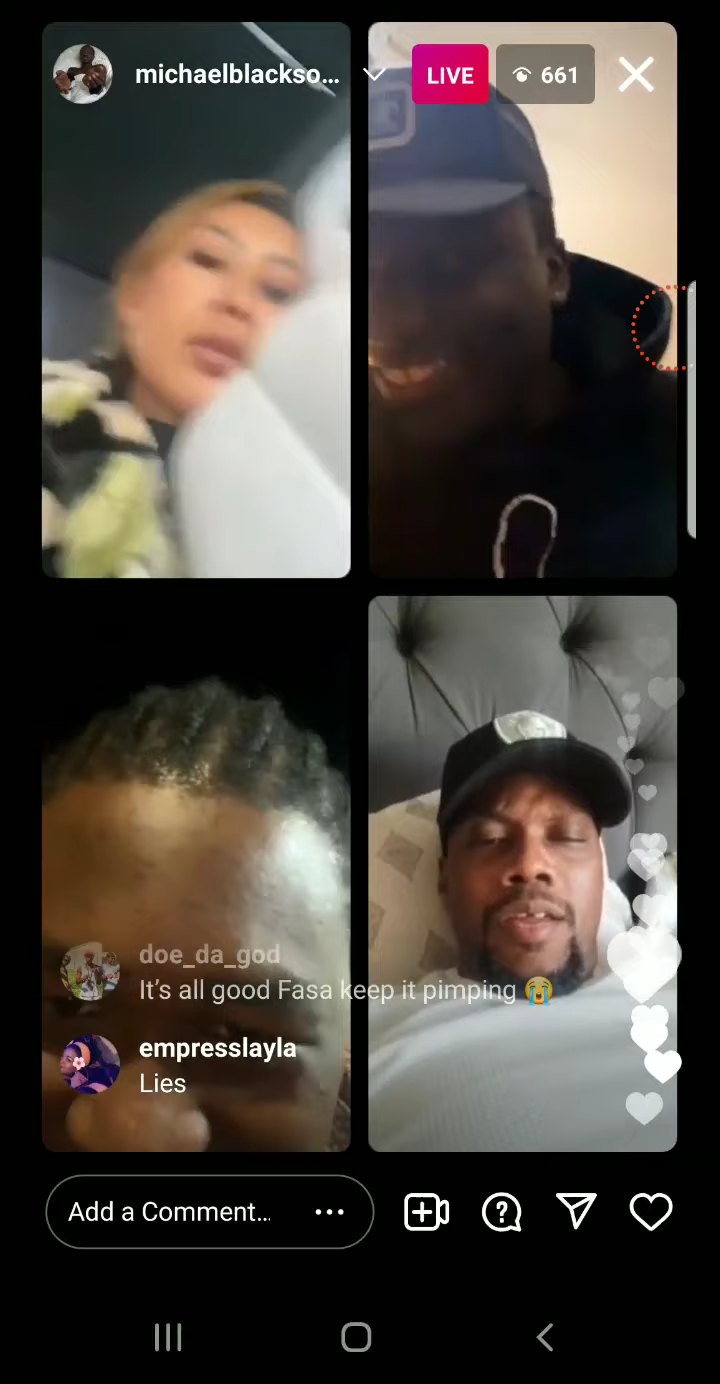 michaelblackso...
LIVE
661
doe_da_god
It's all good Fasa keep it pimping 😭
empresslayla
Lies
Add a Comment...